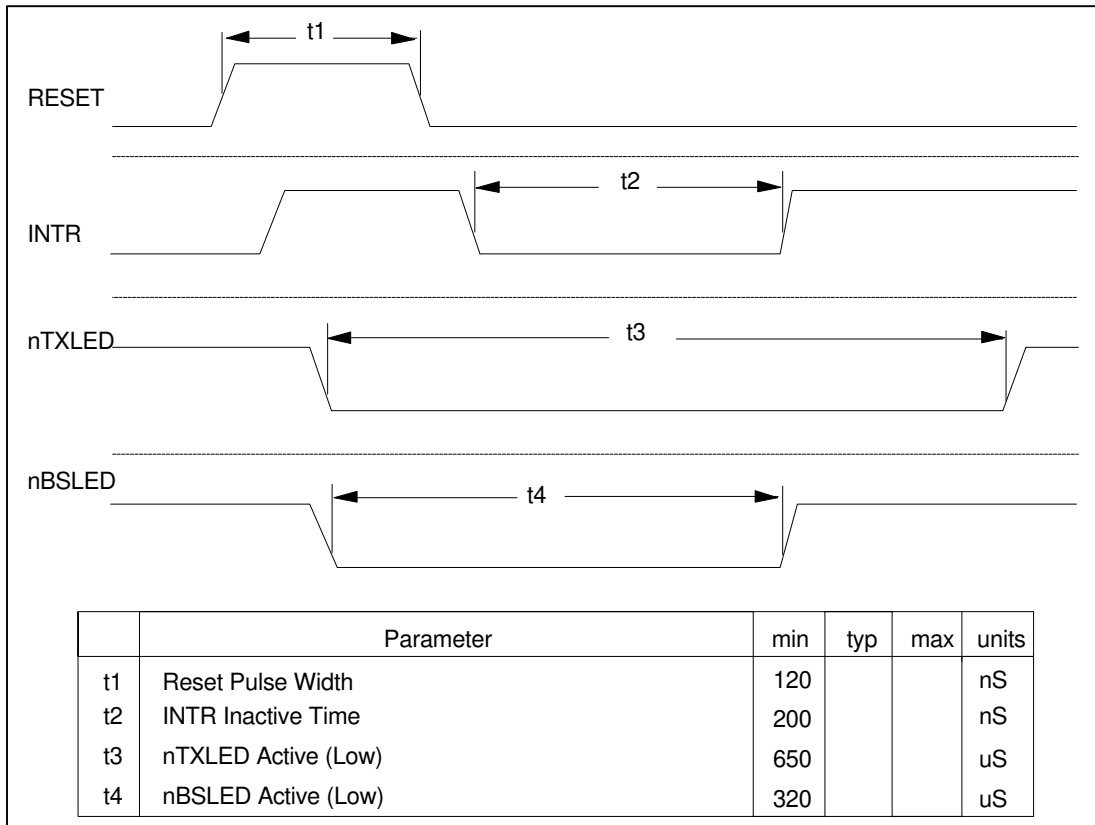 t1
RESET
t2
INTR
t3
nTXLED
nBSLED
t4
Parameter min typ max units
t1 Reset Pulse Width 120 nS
t2 INTR Inactive Time 200 nS
t3 nTXLED Active (Low) 650 uS
t4 nBSLED Active (Low) 320 uS